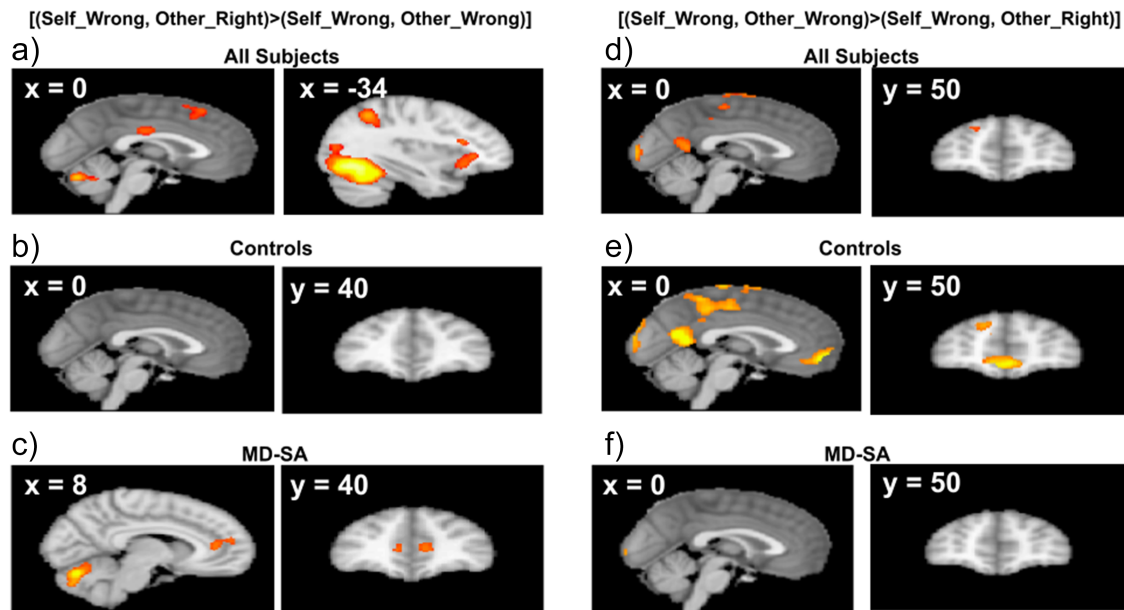 [(Self_Wrong, Other_Right)>(Self_Wrong, Other_Wrong)]
a)
All Subjects
x = 0
x = -34
b)
Controls
x = 0
y = 40
c)
MD-SA
x = 8
y = 40
[(Self_Wrong, Other_Wrong)>(Self_Wrong, Other_Right)]
d)
All Subjects
x = 0
y = 50
e)
Controls
x = 0
y = 50
f)
MD-SA
x = 0
y = 50